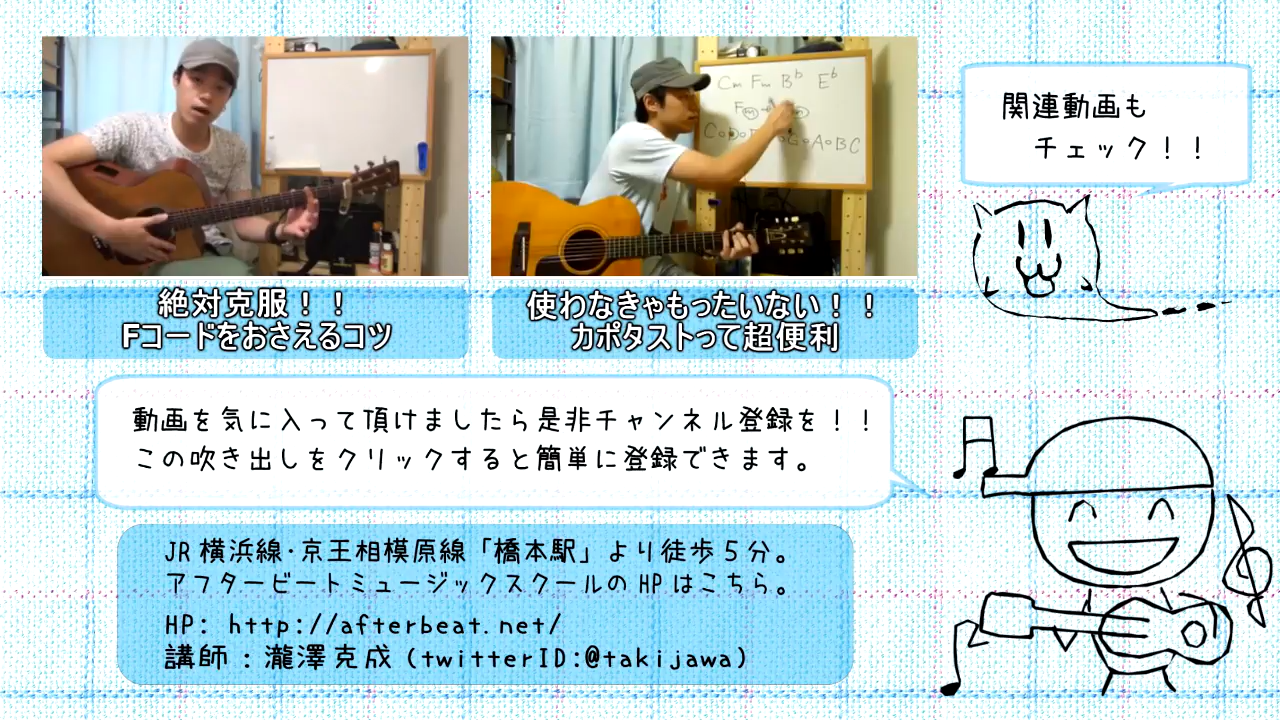 Cm Fm B♭ E♭
関連動画も
チェック！！
絶対克服！！
Fコードをおさえるコツ
使わなきゃもったいない！！
カポタストって超便利
動画を気に入って頂けましたら是非チャンネル登録を！！
この吹き出しをクリックすると簡単に登録できます。
JR横浜線･京王相模原線「橋本駅」より徒歩5分。
アフタービートミュージックスクールのHPはこちら。
HP: http://afterbeat.net/
講師：瀧澤克成 (twitterID:@takijawa)